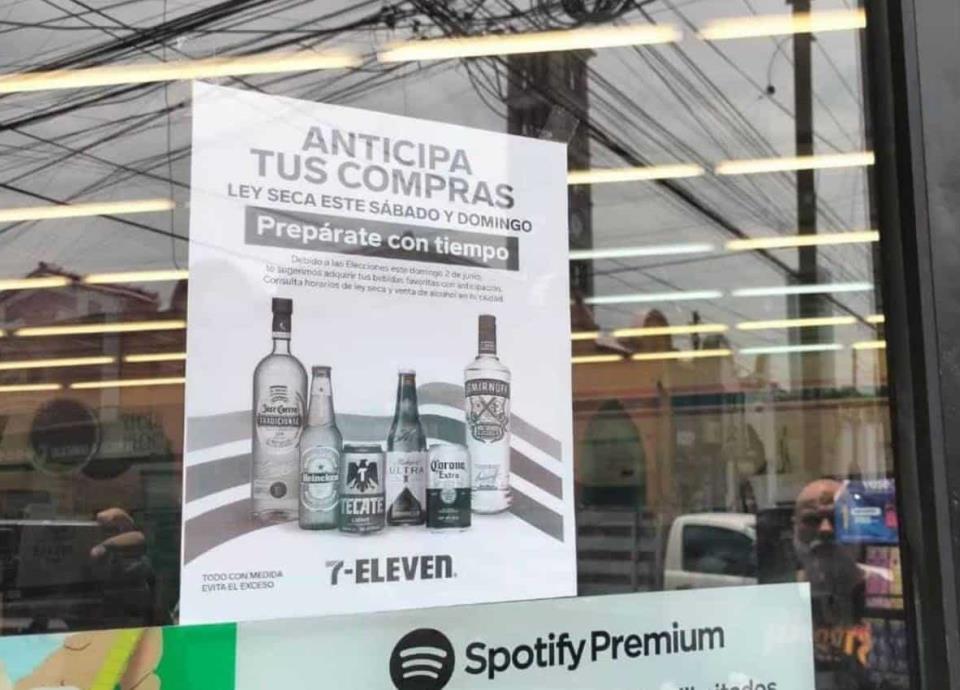 ANTICIPA
TUS COMPRAS
LEY SECA ESTE SÁBADO Y DOMINGO
Prepárate con tiempo
Debido a las Elecciones este domingo 2 de junio,
te sugerimos adquirir tus bebidas favoritas con anticipación.
Consulta horarios de ley seca y venta de alcohol en tu ciudad
Jose Cuervo
TRADICIONAL
SMIRNOFF
Heineken
TECATE
LIGHT
ULTRA
Corona
Extra
TODO CON MEDIDA
EVITA EL EXCESO
7-ELEVEN.
Spotify Premium